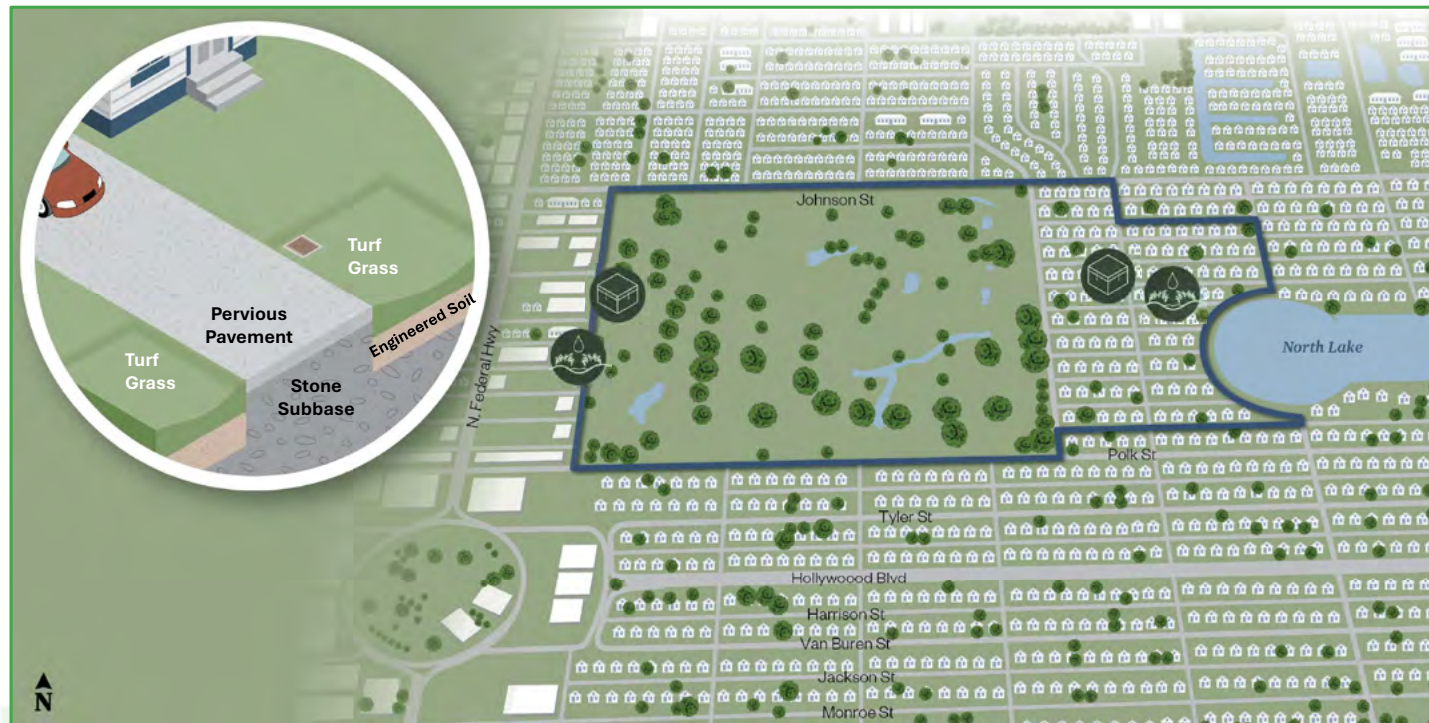 Turf
Grass
Pervious
Pavement
Engineered Soil
Turf
Grass
Stone
Subbase
Johnson St
N. Federal Hwy
North Lake
Polk St
Tyler St
Hollywoood Blvd
Harrison St
Van Buren St
Jackson St
Monroe St
N